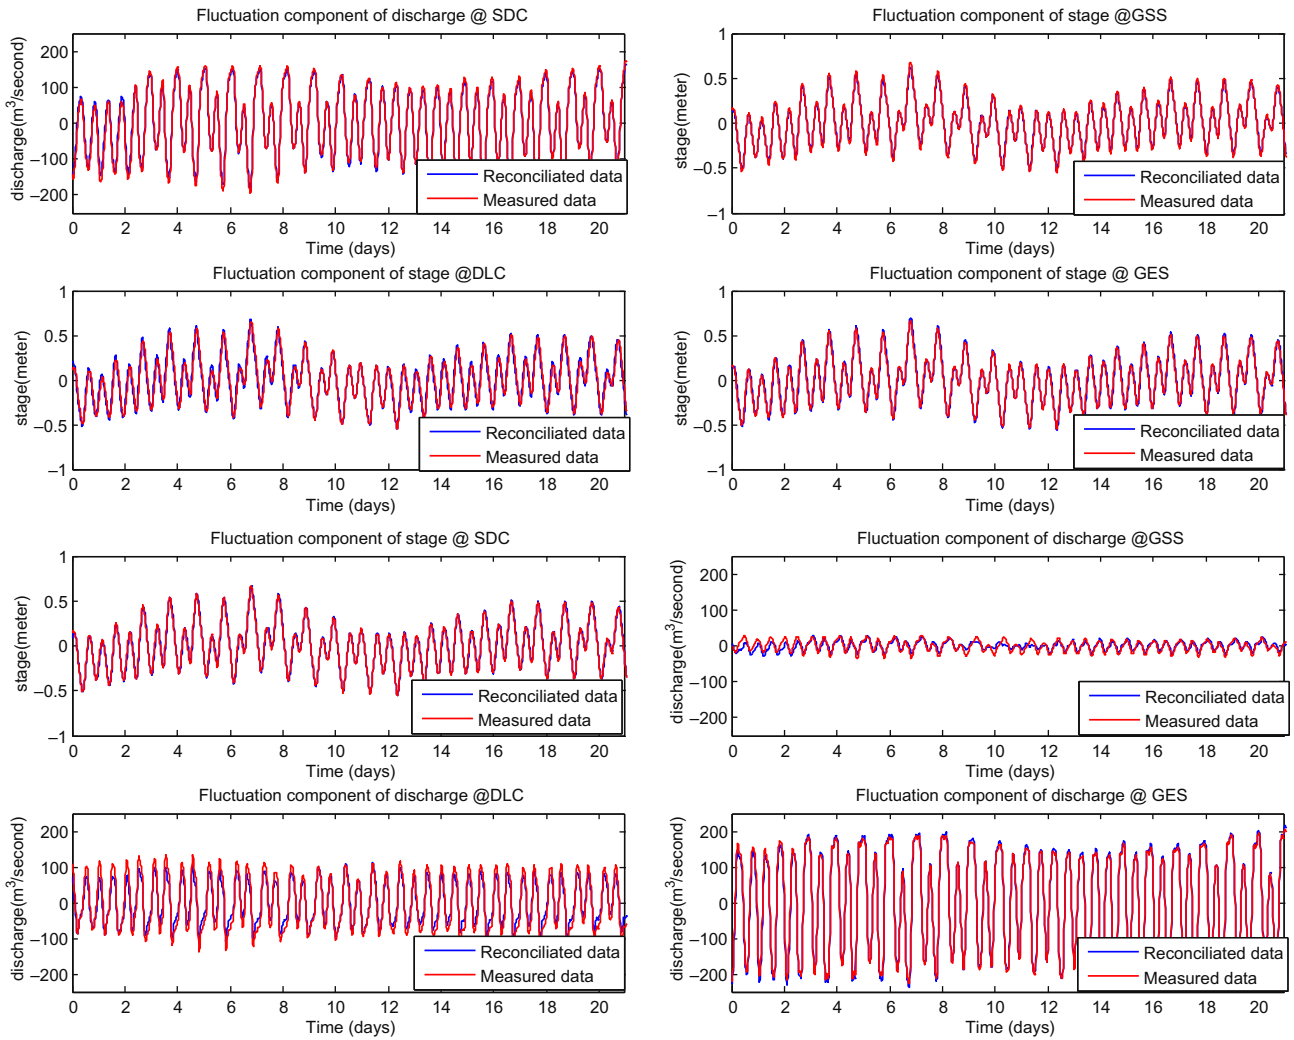 Fluctuation component of discharge @ SDC
discharge(m3/second)
200
100
0
–100
–200
0 2 4 6 8 10 12 14 16 18 20
Time (days)
Reconciliated data
Measured data
Fluctuation component of stage @GSS
stage(meter)
1
0.5
0
–0.5
–1
0 2 4 6 8 10 12 14 16 18 20
Time (days)
Reconciliated data
Measured data
Fluctuation component of stage @DLC
stage(meter)
1
0.5
0
–0.5
–1
0 2 4 6 8 10 12 14 16 18 20
Time (days)
Reconciliated data
Measured data
Fluctuation component of stage @ GES
stage(meter)
1
0.5
0
–0.5
–1
0 2 4 6 8 10 12 14 16 18 20
Time (days)
Reconciliated data
Measured data
Fluctuation component of stage @ SDC
stage(meter)
1
0.5
0
–0.5
–1
0 2 4 6 8 10 12 14 16 18 20
Time (days)
Reconciliated data
Measured data
Fluctuation component of discharge @GSS
discharge(m3/second)
200
100
0
–100
–200
0 2 4 6 8 10 12 14 16 18 20
Time (days)
Reconciliated data
Measured data
Fluctuation component of discharge @DLC
discharge(m3/second)
200
100
0
–100
–200
0 2 4 6 8 10 12 14 16 18 20
Time (days)
Reconciliated data
Measured data
Fluctuation component of discharge @ GES
discharge(m3/second)
200
100
0
–100
–200
0 2 4 6 8 10 12 14 16 18 20
Time (days)
Reconciliated data
Measured data